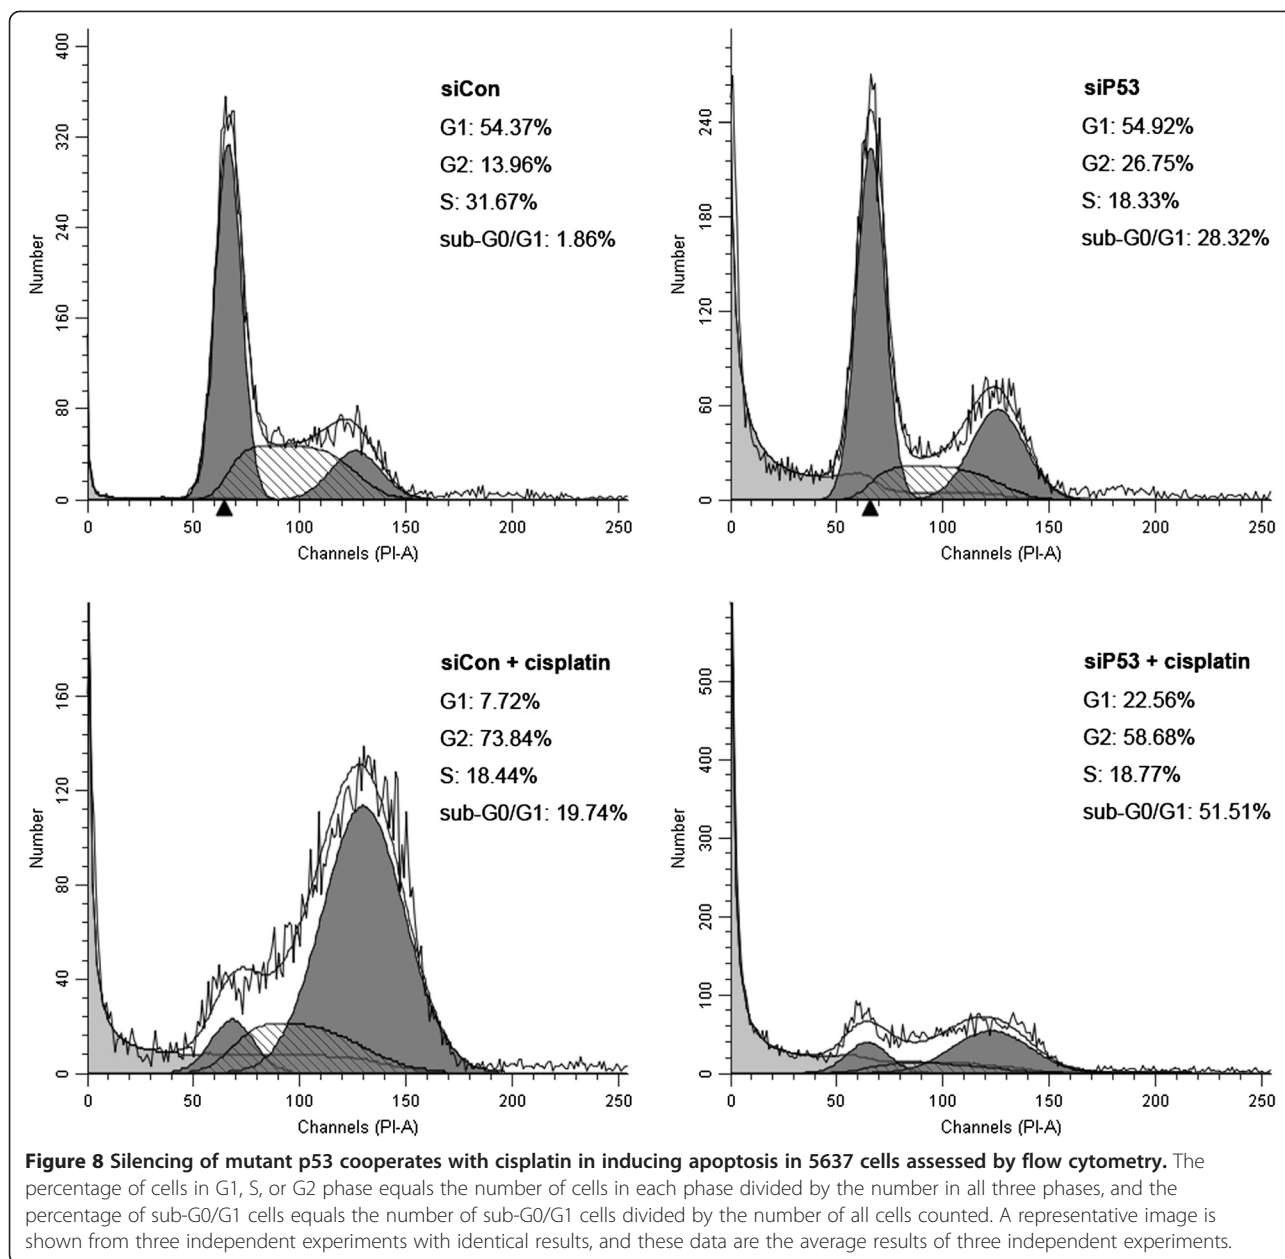 siCon
G1: 54.37%
G2: 13.96%
S: 31.67%
sub-G0/G1: 1.86%
Number
0 80 160 240 320 400
0 50 100 150 200 250
Channels (PI-A)
siP53
G1: 54.92%
G2: 26.75%
S: 18.33%
sub-G0/G1: 28.32%
Number
0 60 120 180 240
0 50 100 150 200 250
Channels (PI-A)
siCon + cisplatin
G1: 7.72%
G2: 73.84%
S: 18.44%
sub-G0/G1: 19.74%
Number
0 40 80 120 160
0 50 100 150 200 250
Channels (PI-A)
siP53 + cisplatin
G1: 22.56%
G2: 58.68%
S: 18.77%
sub-G0/G1: 51.51%
Number
0 100 200 300 400 500
0 50 100 150 200 250
Channels (PI-A)
Figure 8 Silencing of mutant p53 cooperates with cisplatin in inducing apoptosis in 5637 cells assessed by flow cytometry. The
percentage of cells in G1, S, or G2 phase equals the number of cells in each phase divided by the number in all three phases, and the
percentage of sub-G0/G1 cells equals the number of sub-G0/G1 cells divided by the number of all cells counted. A representative image is
shown from three independent experiments with identical results, and these data are the average results of three independent experiments.